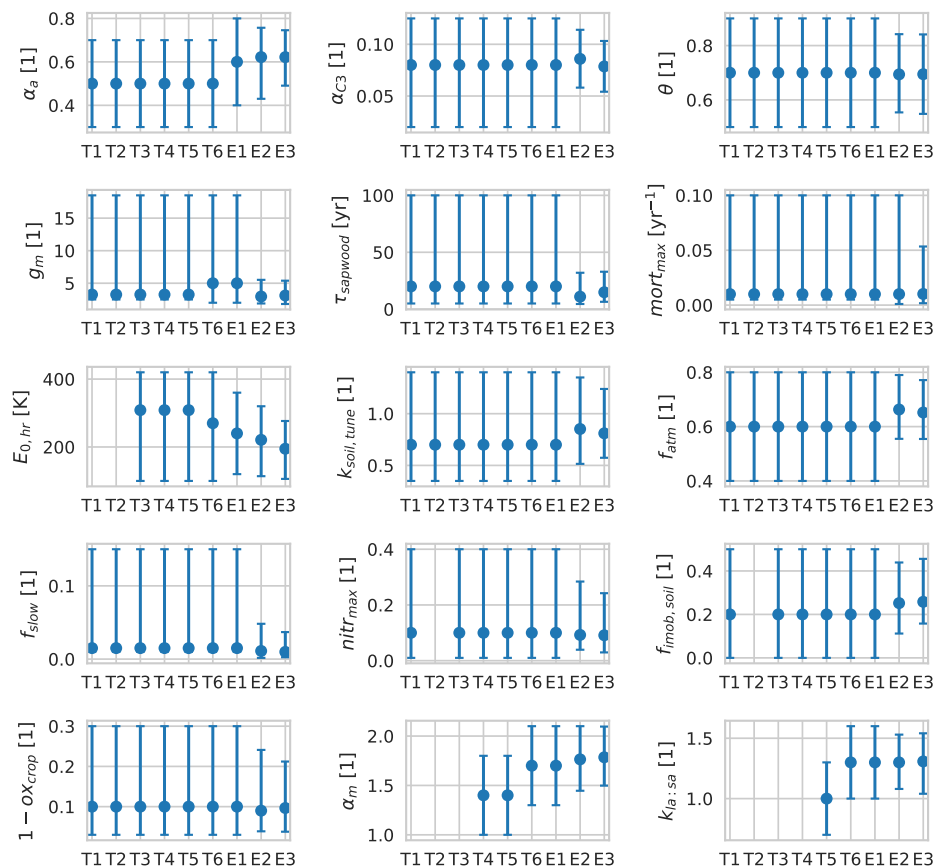 α_a [1]
0.8
0.6
0.4
T1 T2 T3 T4 T5 T6 E1 E2 E3
α_C3 [1]
0.10
0.05
T1 T2 T3 T4 T5 T6 E1 E2 E3
θ [1]
0.8
0.6
T1 T2 T3 T4 T5 T6 E1 E2 E3
g_m [1]
15
10
5
T1 T2 T3 T4 T5 T6 E1 E2 E3
τ_sapwood [yr]
100
50
0
T1 T2 T3 T4 T5 T6 E1 E2 E3
mort_max [yr⁻¹]
0.10
0.05
0.00
T1 T2 T3 T4 T5 T6 E1 E2 E3
E_0,hr [K]
400
200
T1 T2 T3 T4 T5 T6 E1 E2 E3
k_soil,tune [1]
1.0
0.5
T1 T2 T3 T4 T5 T6 E1 E2 E3
f_atm [1]
0.8
0.6
0.4
T1 T2 T3 T4 T5 T6 E1 E2 E3
f_slow [1]
0.1
0.0
T1 T2 T3 T4 T5 T6 E1 E2 E3
nitr_max [1]
0.4
0.2
0.0
T1 T2 T3 T4 T5 T6 E1 E2 E3
f_imob,soil [1]
0.4
0.2
0.0
T1 T2 T3 T4 T5 T6 E1 E2 E3
1 − ox_crop [1]
0.3
0.2
0.1
T1 T2 T3 T4 T5 T6 E1 E2 E3
α_m [1]
2.0
1.5
1.0
T1 T2 T3 T4 T5 T6 E1 E2 E3
k_la:sa [1]
1.5
1.0
T1 T2 T3 T4 T5 T6 E1 E2 E3